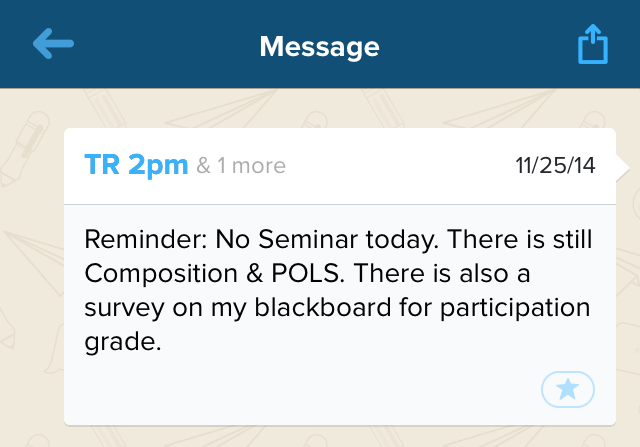 Message
TR 2pm & 1 more 11/25/14
Reminder: No Seminar today. There is still
Composition & POLS. There is also a
survey on my blackboard for participation
grade.